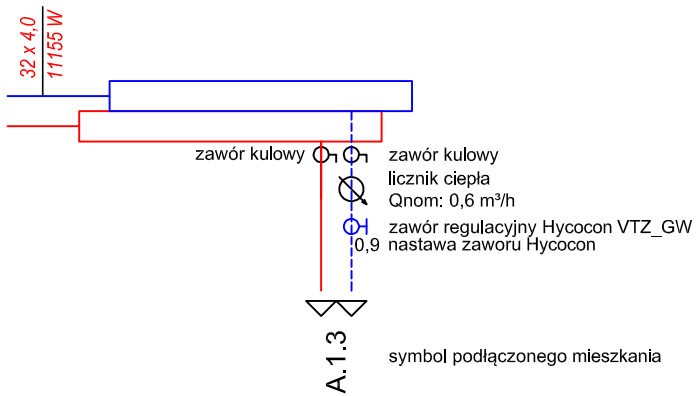 32 x 4,0
11155 W
zawór kulowy
zawór kulowy
licznik ciepła
Qnom: 0,6 m³/h
zawór regulacyjny Hycocon VTZ_GW
0,9 nastawa zaworu Hycocon
A.1.3
symbol podłączonego mieszkania